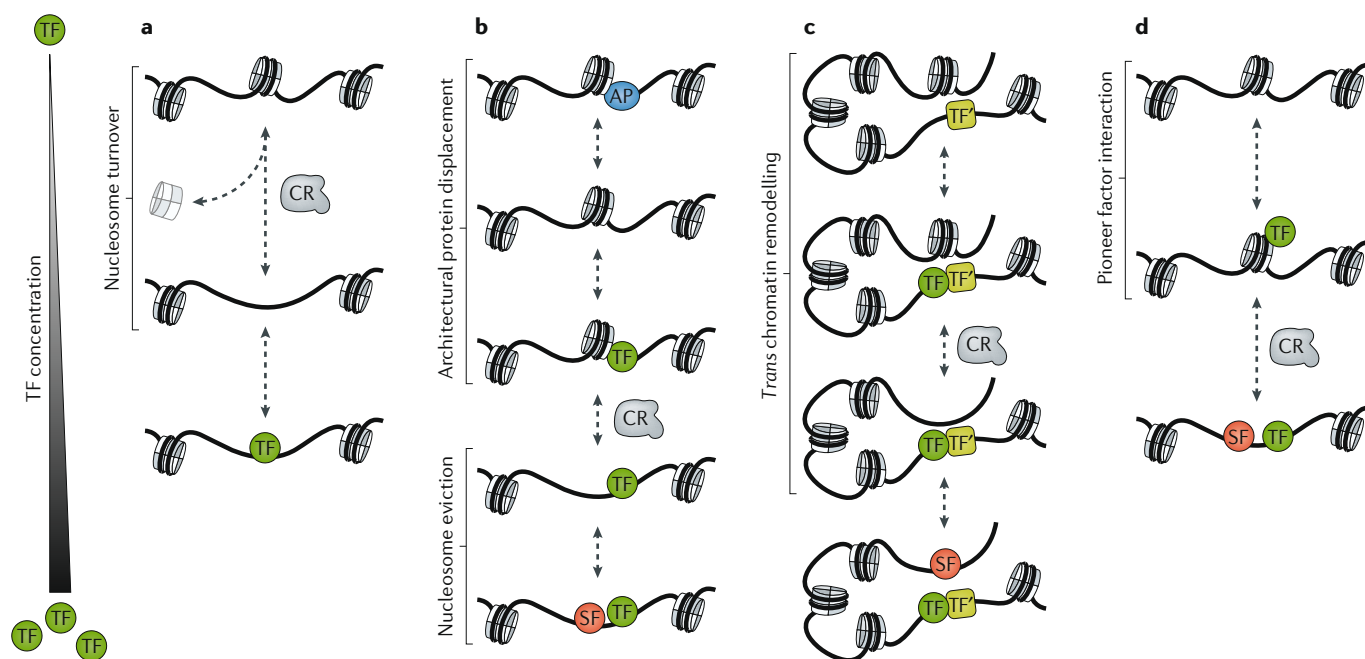 TF
TF concentration
TF
TF
TF
a
Nucleosome turnover
CR
TF
b
Architectural protein displacement
AP
TF
CR
Nucleosome eviction
TF
SF
TF
c
Trans chromatin remodelling
TF′
TF
TF′
CR
TF
TF′
SF
TF
TF′
d
Pioneer factor interaction
TF
CR
SF
TF